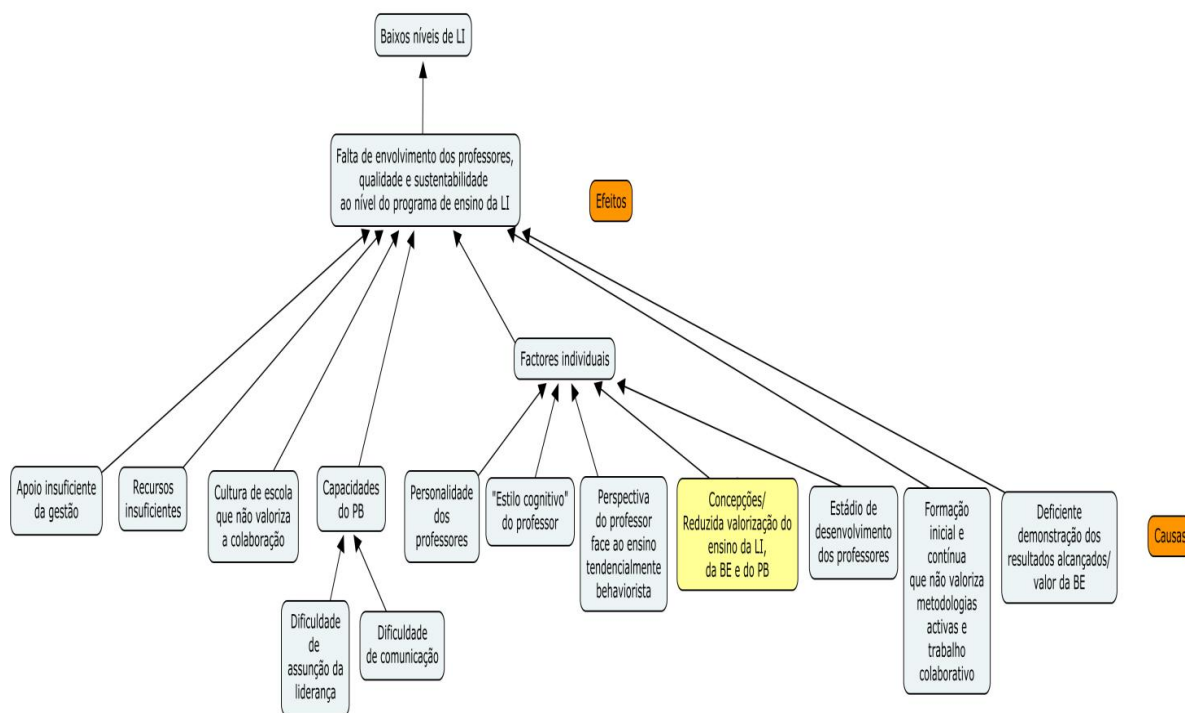 Baixos níveis de LI
Falta de envolvimento dos professores,
qualidade e sustentabilidade
ao nível do programa de ensino da LI
Efeitos
Factores individuais
Apoio insuficiente
da gestão
Recursos
insuficientes
Cultura de escola
que não valoriza
a colaboração
Capacidades
do PB
Personalidade
dos
professores
"Estilo cognitivo"
do professor
Perspectiva
do professor
face ao ensino
tendencialmente
behaviorista
Concepções/
Reduzida valorização do
ensino da LI,
da BE e do PB
Estádio de
desenvolvimento
dos professores
Formação
inicial e
contínua
que não valoriza
metodologias
activas e
trabalho
colaborativo
Deficiente
demonstração dos
resultados alcançados/
valor da BE
Causas
Dificuldade
de
assunção da
liderança
Dificuldade
de comunicação